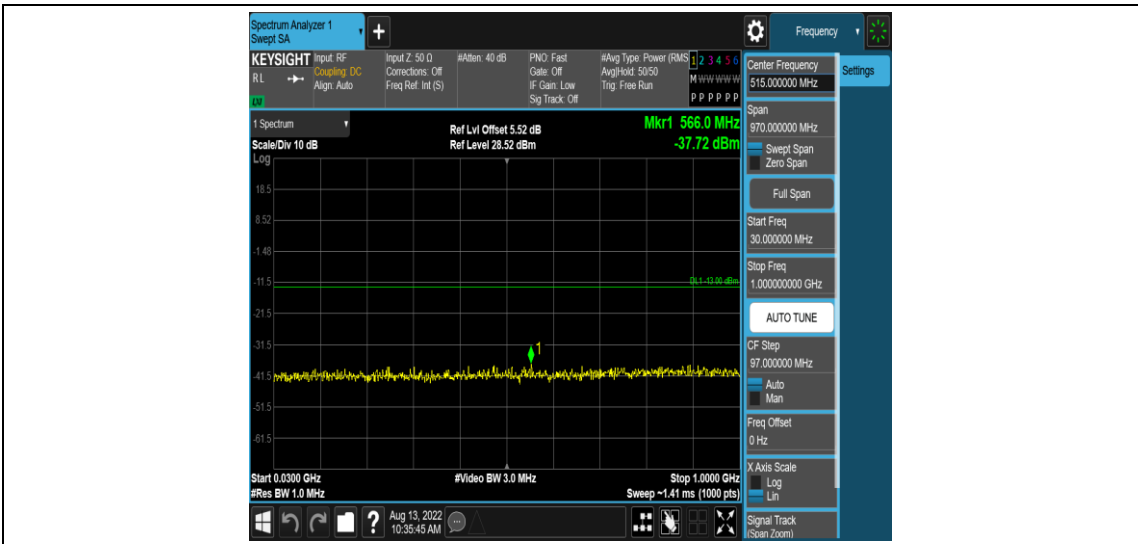 Spectrum Analyzer 1
Swept SA
+
Frequency
KEYSIGHT
RL
LXI
Input: RF
Coupling: DC
Align: Auto
Input Z: 50 Ω
Corrections: Off
Freq Ref: Int (S)
#Atten: 40 dB
PNO: Fast
Gate: Off
IF Gain: Low
Sig Track: Off
#Avg Type: Power (RMS
Avg|Hold: 50/50
Trig: Free Run
1 2 3 4 5 6
M W W W W W
P P P P P P
1 Spectrum
Scale/Div 10 dB
Log
Ref Lvl Offset 5.52 dB
Ref Level 28.52 dBm
Mkr1 566.0 MHz
-37.72 dBm
18.5
8.52
-1.48
-11.5
-21.5
-31.5
-41.5
-51.5
-61.5
DL1 -13.00 dBm
1
Start 0.0300 GHz
#Res BW 1.0 MHz
#Video BW 3.0 MHz
Stop 1.0000 GHz
Sweep ~1.41 ms (1000 pts)
?
Aug 13, 2022
10:35:45 AM
Center Frequency
515.000000 MHz
Span
970.000000 MHz
Swept Span
Zero Span
Full Span
Start Freq
30.000000 MHz
Stop Freq
1.000000000 GHz
AUTO TUNE
CF Step
97.000000 MHz
Auto
Man
Freq Offset
0 Hz
X Axis Scale
Log
Lin
Signal Track
(Span Zoom)
Settings